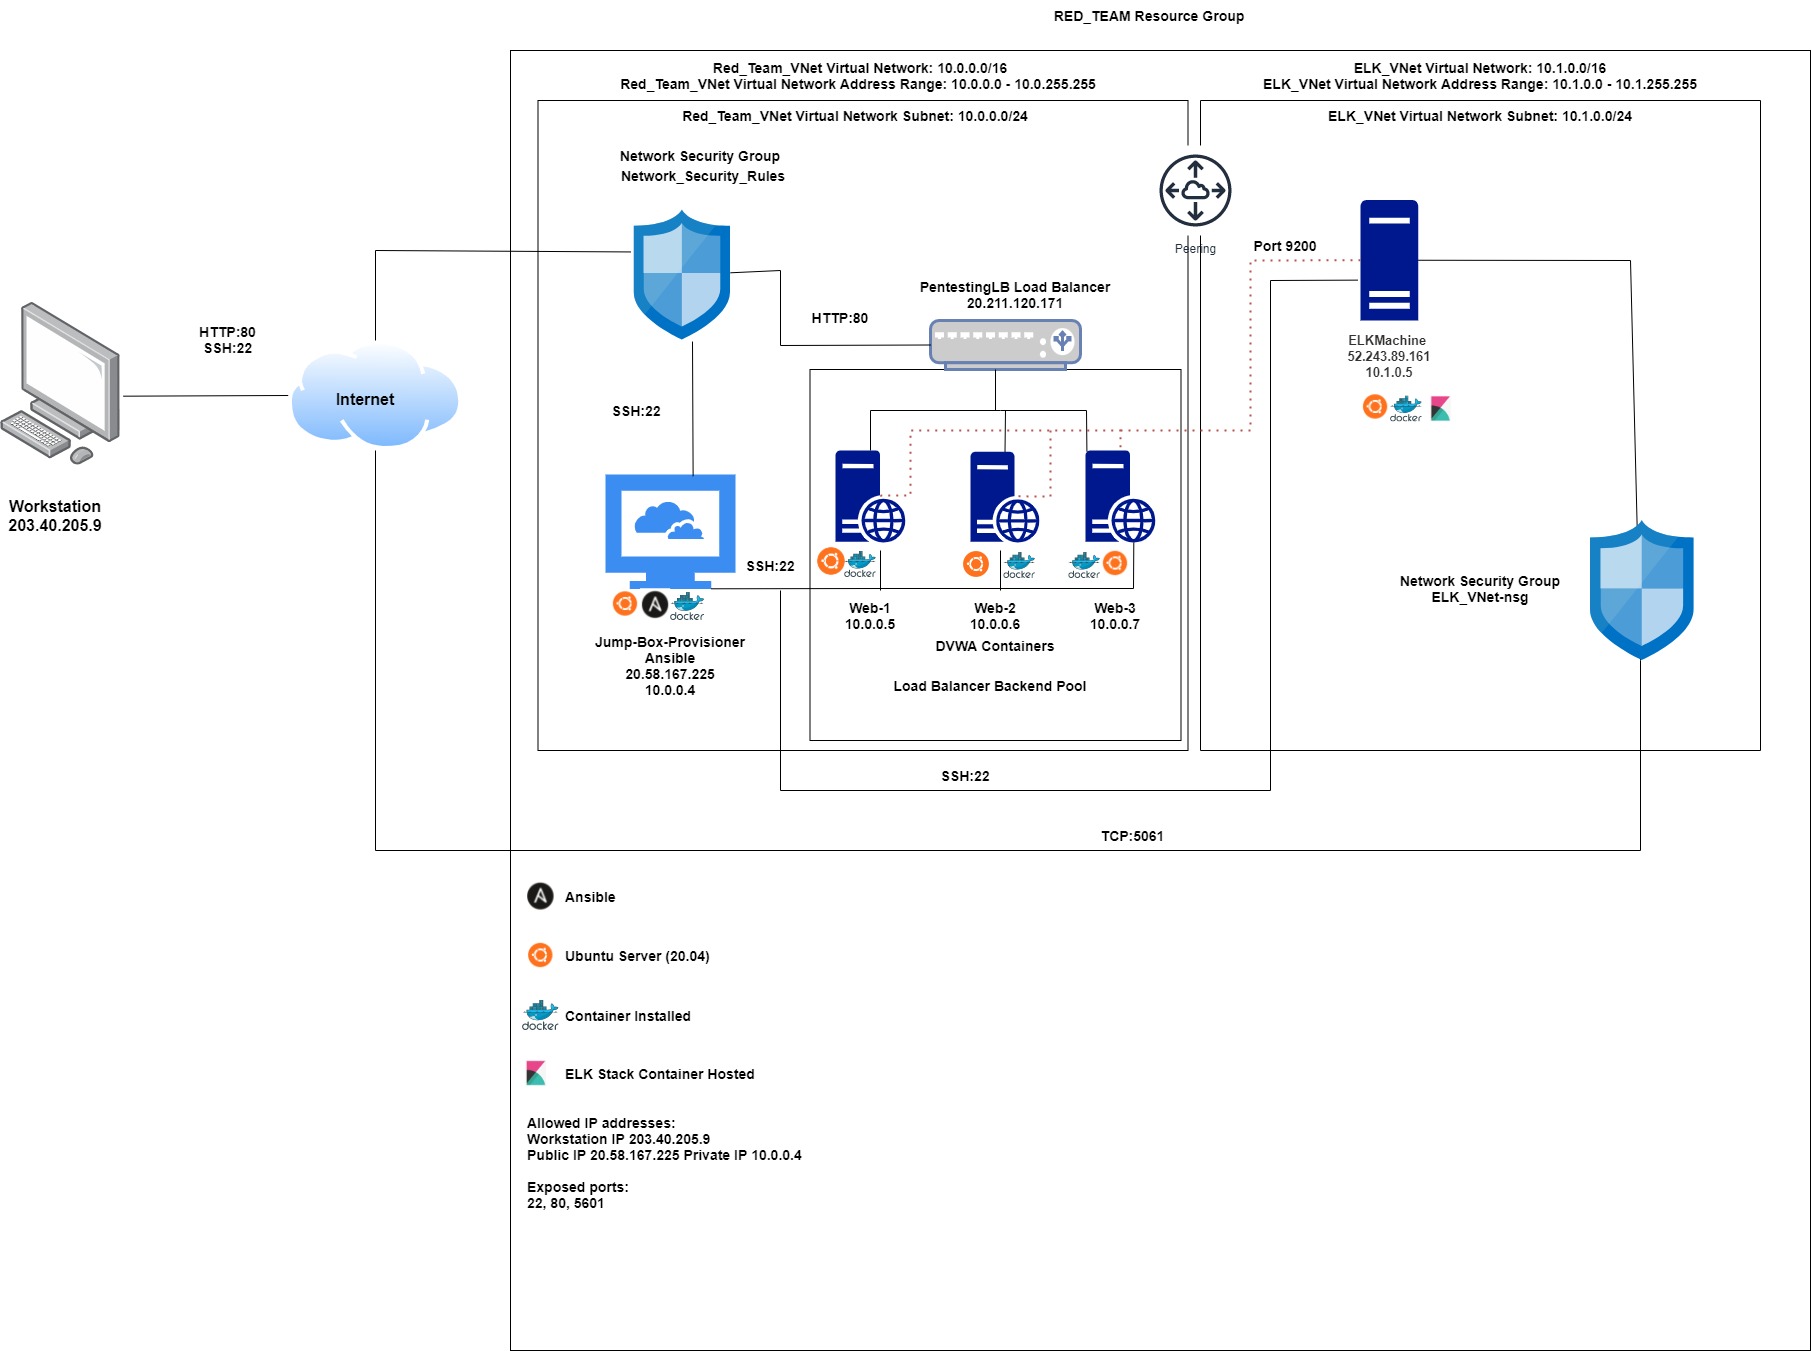 RED_TEAM Resource Group
Red_Team_VNet Virtual Network: 10.0.0.0/16
Red_Team_VNet Virtual Network Address Range: 10.0.0.0 - 10.0.255.255
ELK_VNet Virtual Network: 10.1.0.0/16
ELK_VNet Virtual Network Address Range: 10.1.0.0 - 10.1.255.255
Red_Team_VNet Virtual Network Subnet: 10.0.0.0/24
ELK_VNet Virtual Network Subnet: 10.1.0.0/24
Network Security Group
Network_Security_Rules
Peering
Port 9200
PentestingLB Load Balancer
20.211.120.171
HTTP:80
HTTP:80
SSH:22
Internet
Workstation
203.40.205.9
SSH:22
ELKMachine
52.243.89.161
10.1.0.5
docker
SSH:22
docker
docker
docker
docker
Jump-Box-Provisioner
Ansible
20.58.167.225
10.0.0.4
Web-1
10.0.0.5
Web-2
10.0.0.6
Web-3
10.0.0.7
DVWA Containers
Load Balancer Backend Pool
Network Security Group
ELK_VNet-nsg
SSH:22
TCP:5061
Ansible
Ubuntu Server (20.04)
docker
Container Installed
ELK Stack Container Hosted
Allowed IP addresses:
Workstation IP 203.40.205.9
Public IP 20.58.167.225 Private IP 10.0.0.4
Exposed ports:
22, 80, 5601